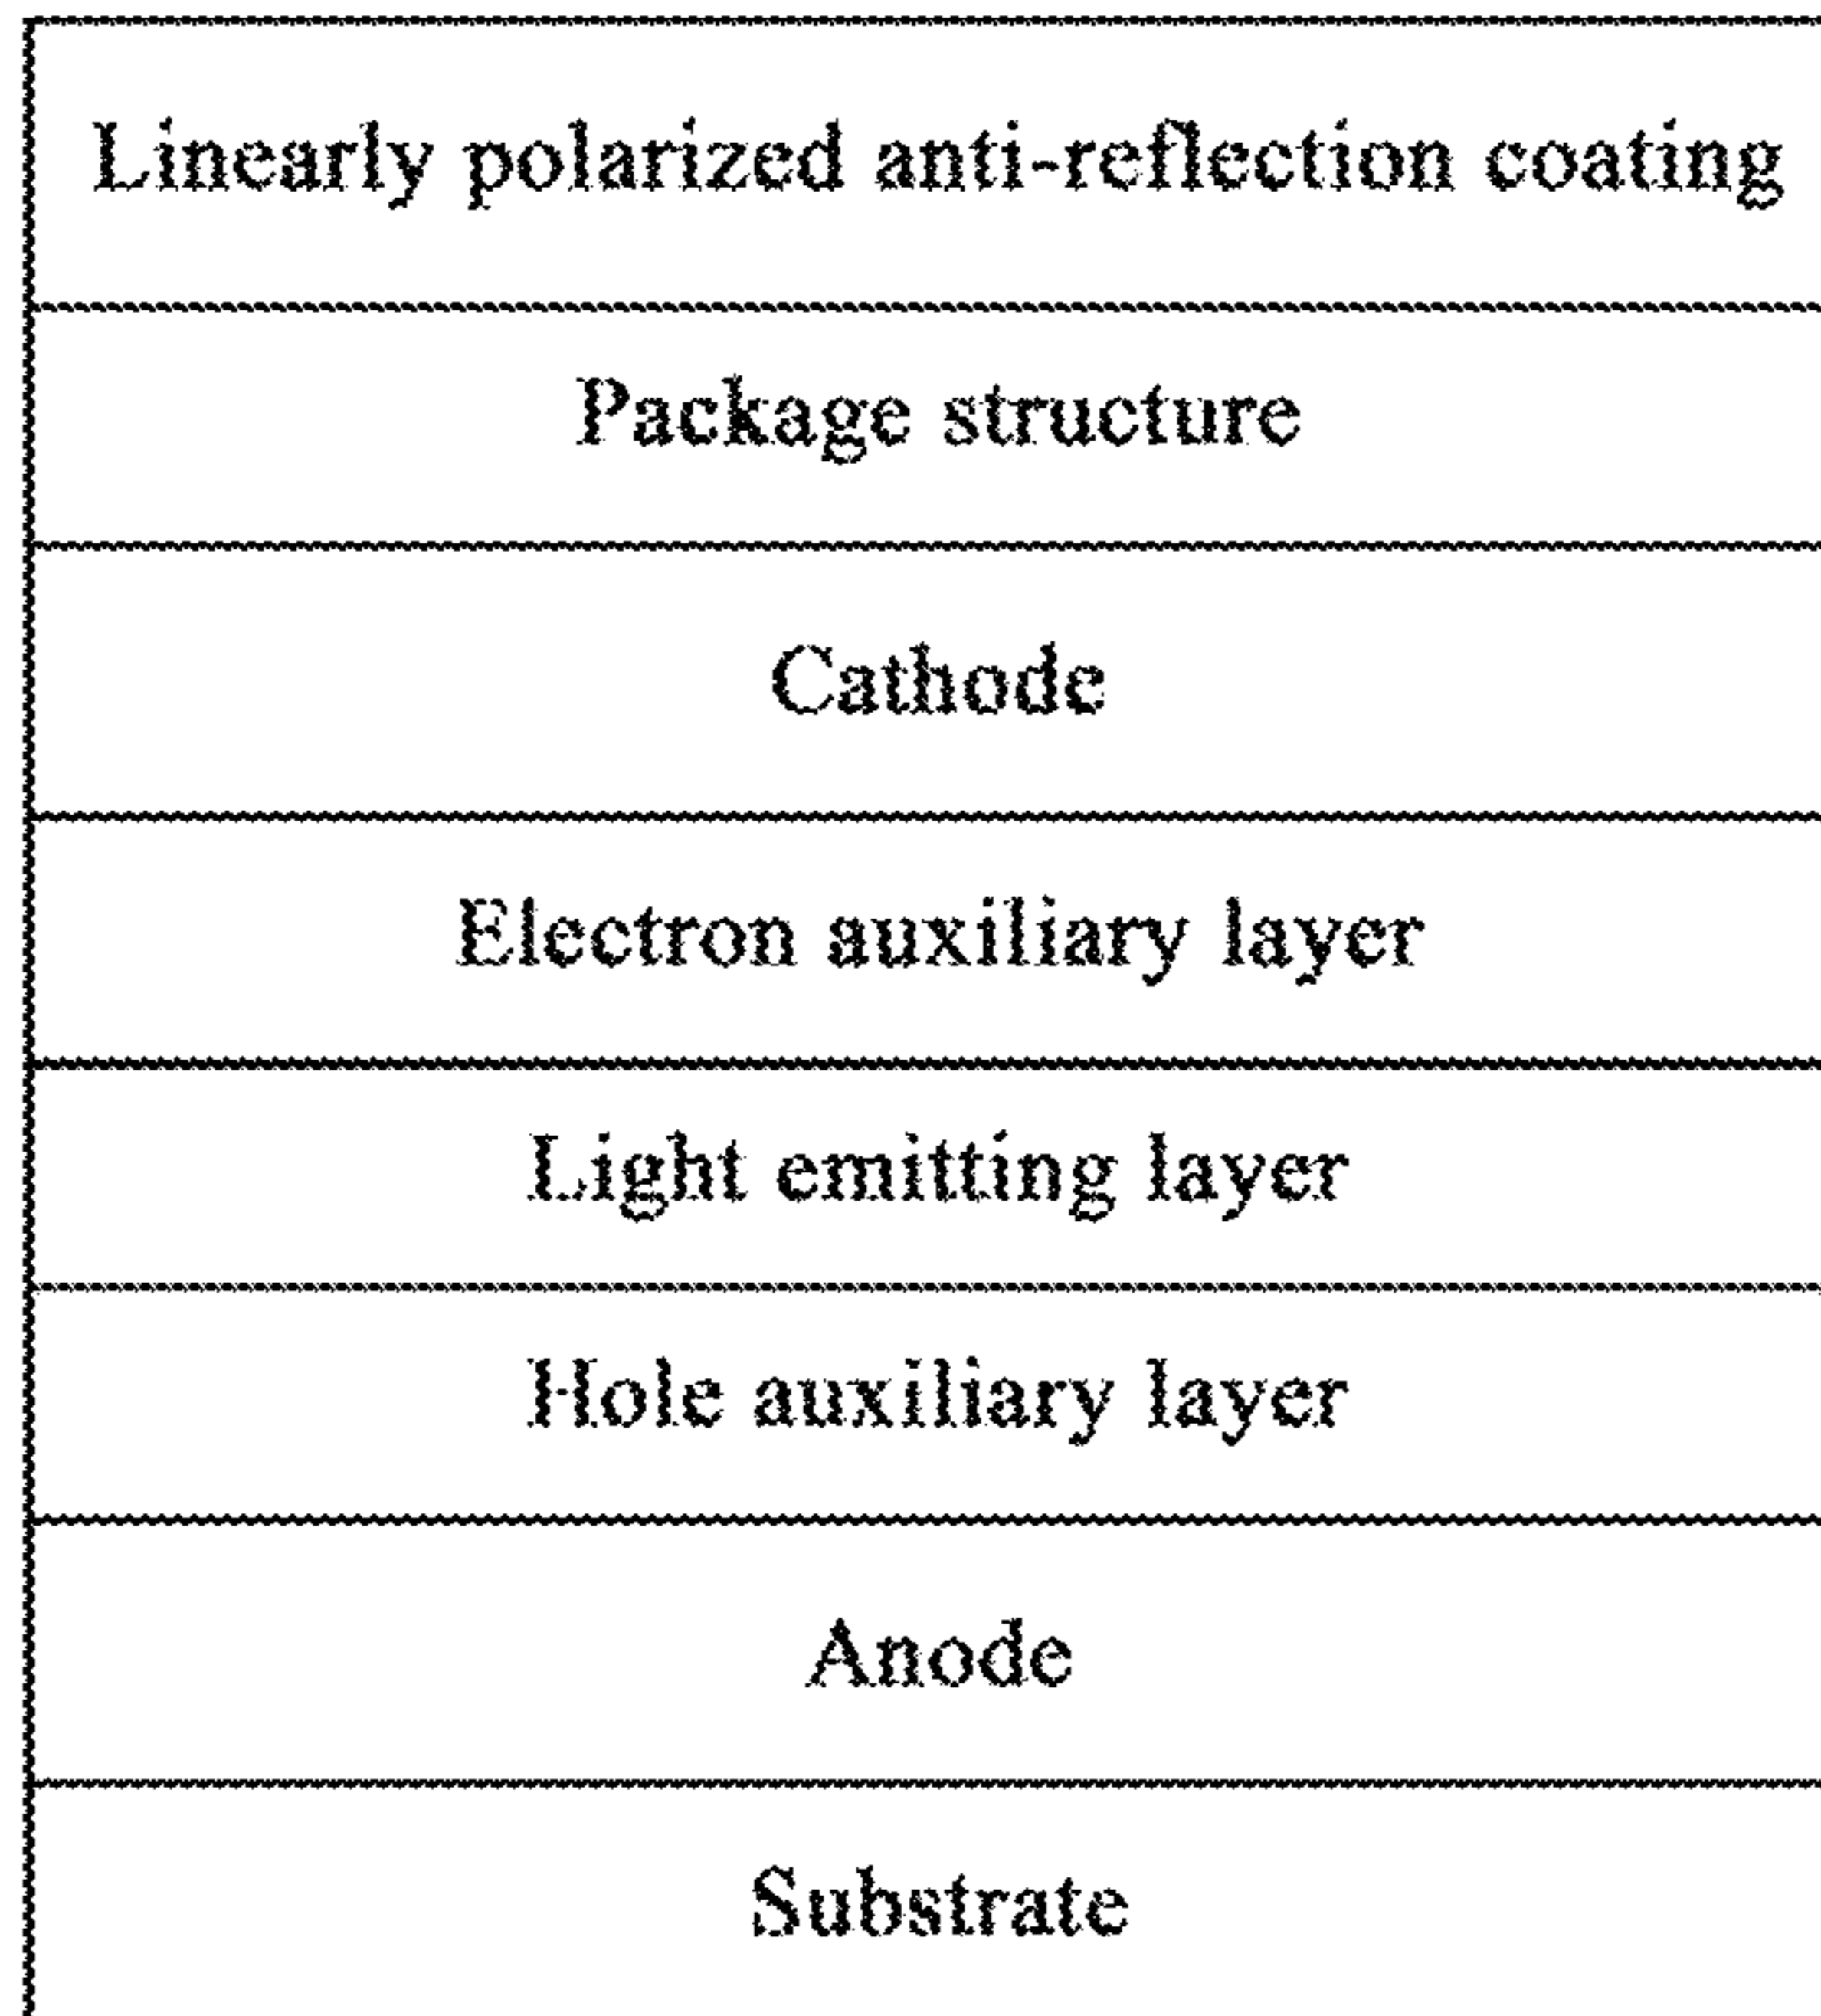 Linearly polarized anti-reflection coating
Package structure
Cathode
Electron auxiliary layer
Light emitting layer
Hole auxiliary layer
Anode
Substrate